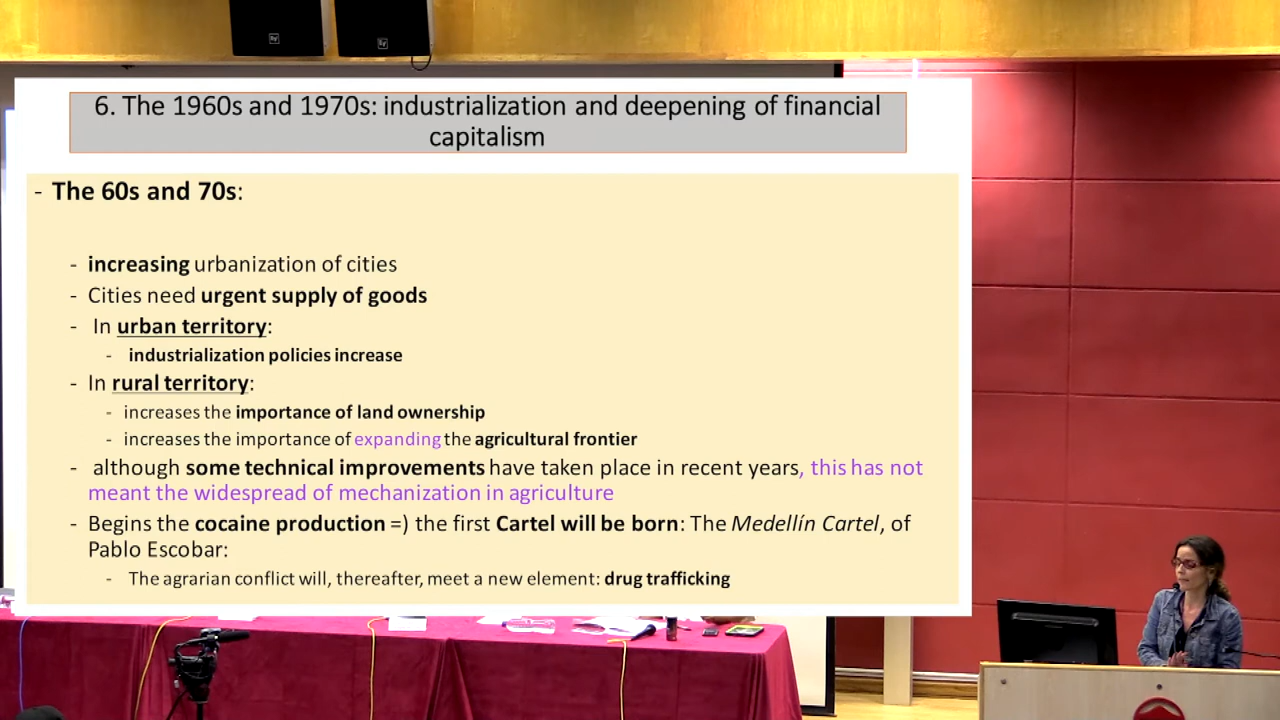 6. The 1960s and 1970s: industrialization and deepening of financial
capitalism
- The 60s and 70s:
- increasing urbanization of cities
- Cities need urgent supply of goods
- In urban territory:
- industrialization policies increase
- In rural territory:
- increases the importance of land ownership
- increases the importance of expanding the agricultural frontier
- although some technical improvements have taken place in recent years, this has not
meant the widespread of mechanization in agriculture
- Begins the cocaine production =) the first Cartel will be born: The Medellín Cartel, of
Pablo Escobar:
- The agrarian conflict will, thereafter, meet a new element: drug trafficking